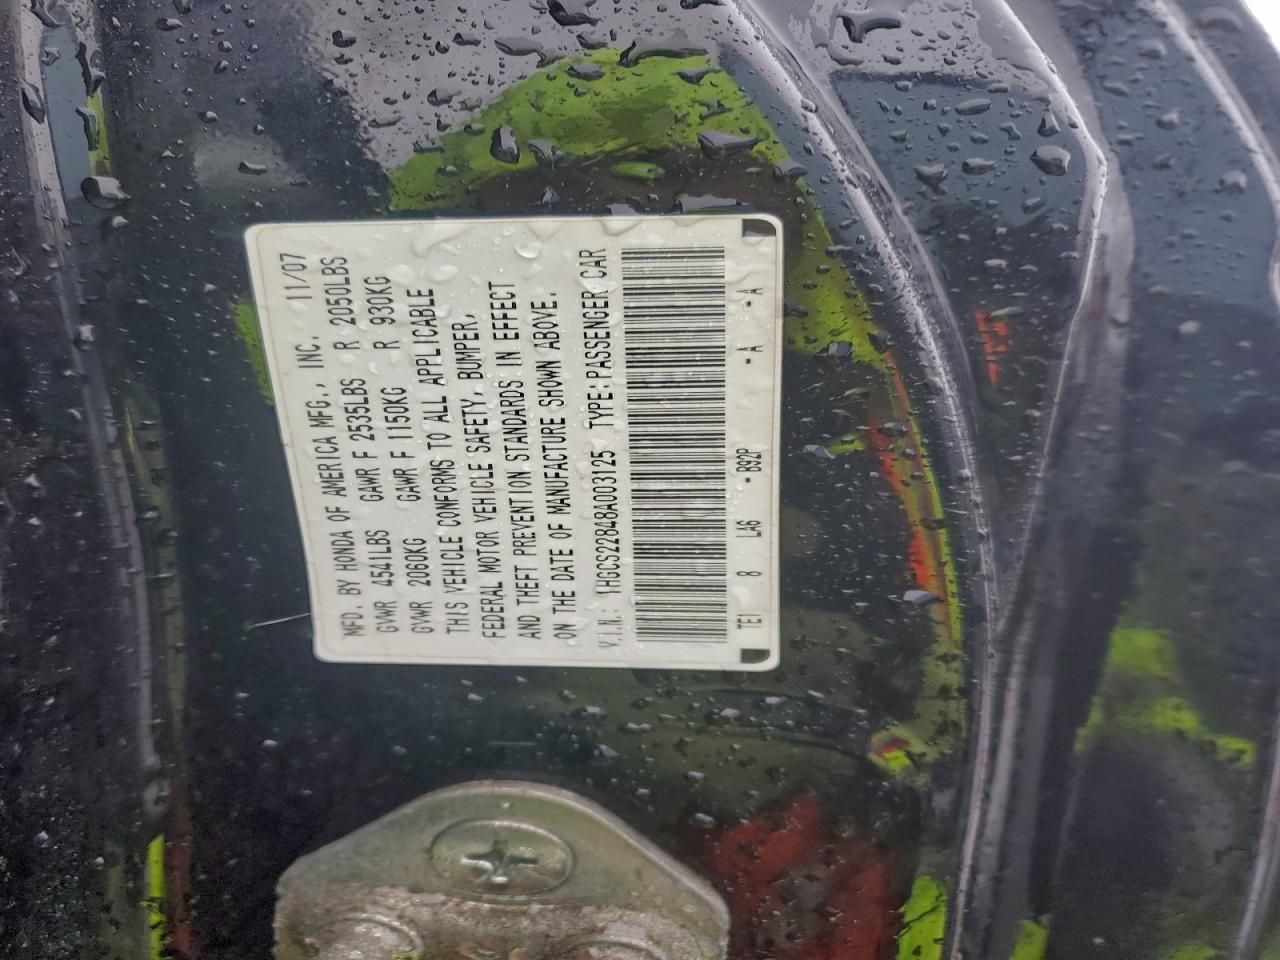 MFD. BY HONDA OF AMERICA MFG., INC. 11/07
GVWR 4541LBS GAWR F 2535LBS R 2050LBS
GVWR 2060KG GAWR F 1150KG R 930KG
THIS VEHICLE CONFORMS TO ALL APPLICABLE
FEDERAL MOTOR VEHICLE SAFETY, BUMPER,
AND THEFT PREVENTION STANDARDS IN EFFECT
ON THE DATE OF MANUFACTURE SHOWN ABOVE.
V.I.N.: 1HGCS22848A003125 TYPE:PASSENGER CAR
TE1 8 LA6 -B92P -A -A